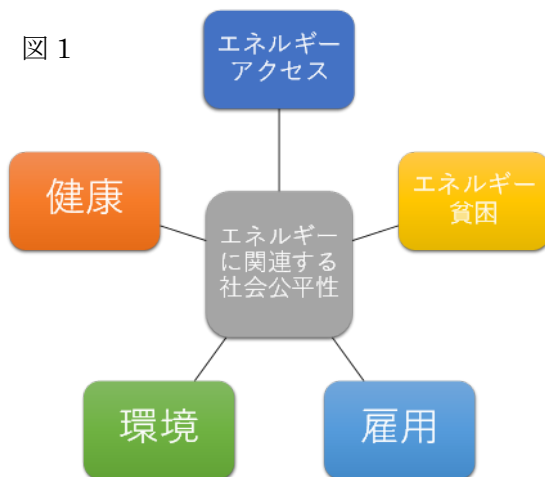 図 1
エネルギー
アクセス
健康
エネルギー
貧困
エネルギー
に関連する
社会公平性
環境
雇用